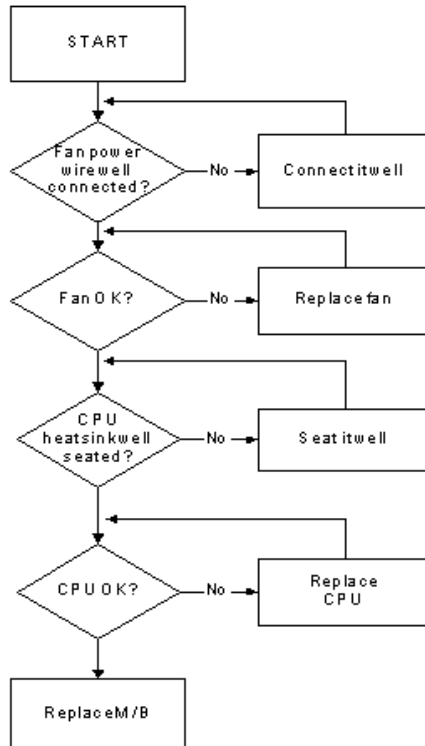 START
Fan power
wire well
connected?
No
Connect it well
Fan OK?
No
Replace fan
CPU
heatsink well
seated?
No
Seat it well
CPU OK?
No
Replace
CPU
Replace M/B